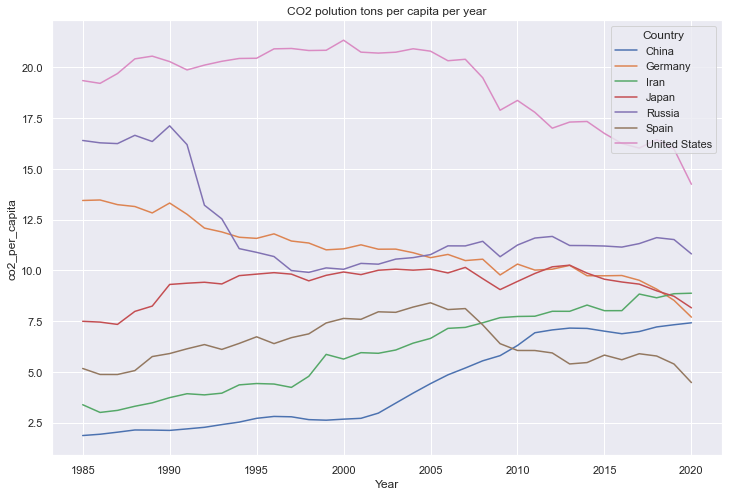 CO2 polution tons per capita per year
Country
China
Germany
Iran
Japan
Russia
Spain
United States
co2_per_capita
20.0
17.5
15.0
12.5
10.0
7.5
5.0
2.5
1985
1990
1995
2000
2005
2010
2015
2020
Year